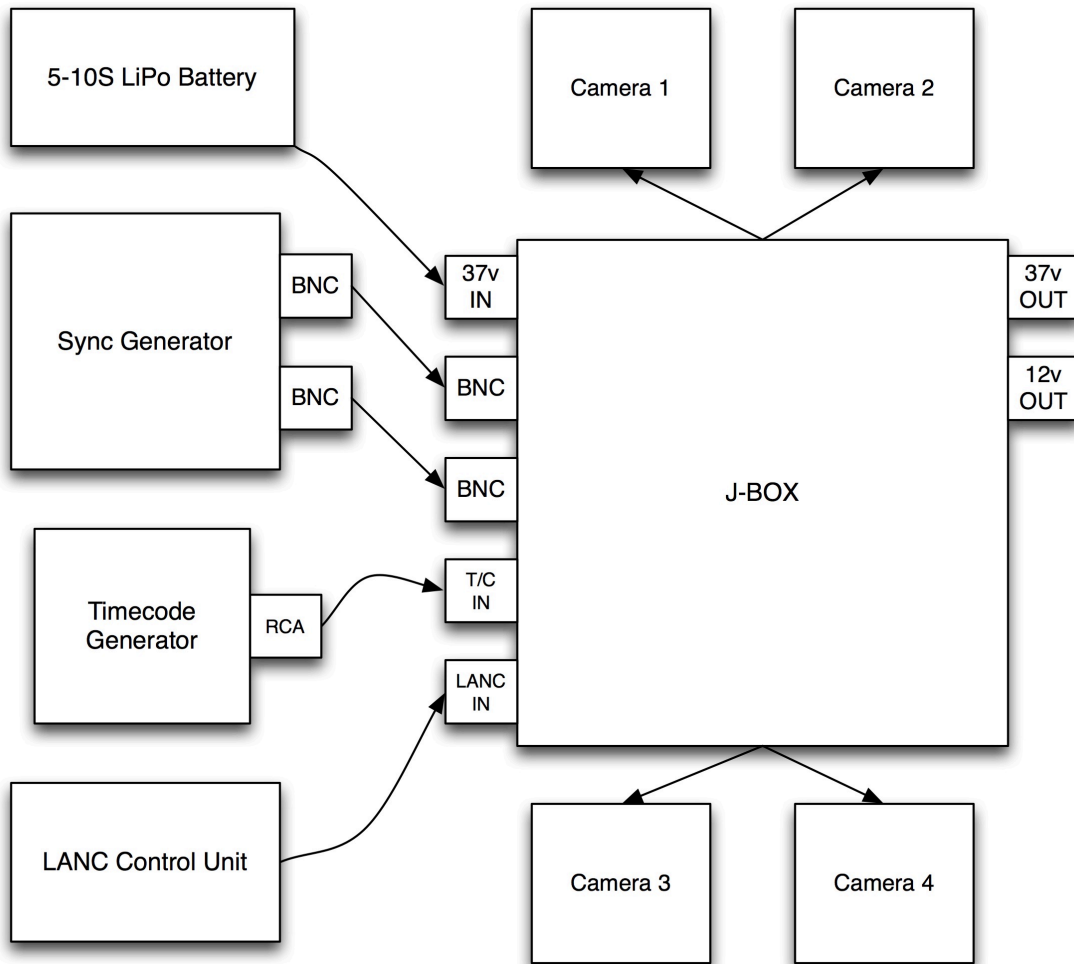 5-10S LiPo Battery
Camera 1
Camera 2
Sync Generator
BNC
BNC
37v
IN
BNC
BNC
T/C
IN
LANC
IN
J-BOX
37v
OUT
12v
OUT
Timecode
Generator
RCA
LANC Control Unit
Camera 3
Camera 4